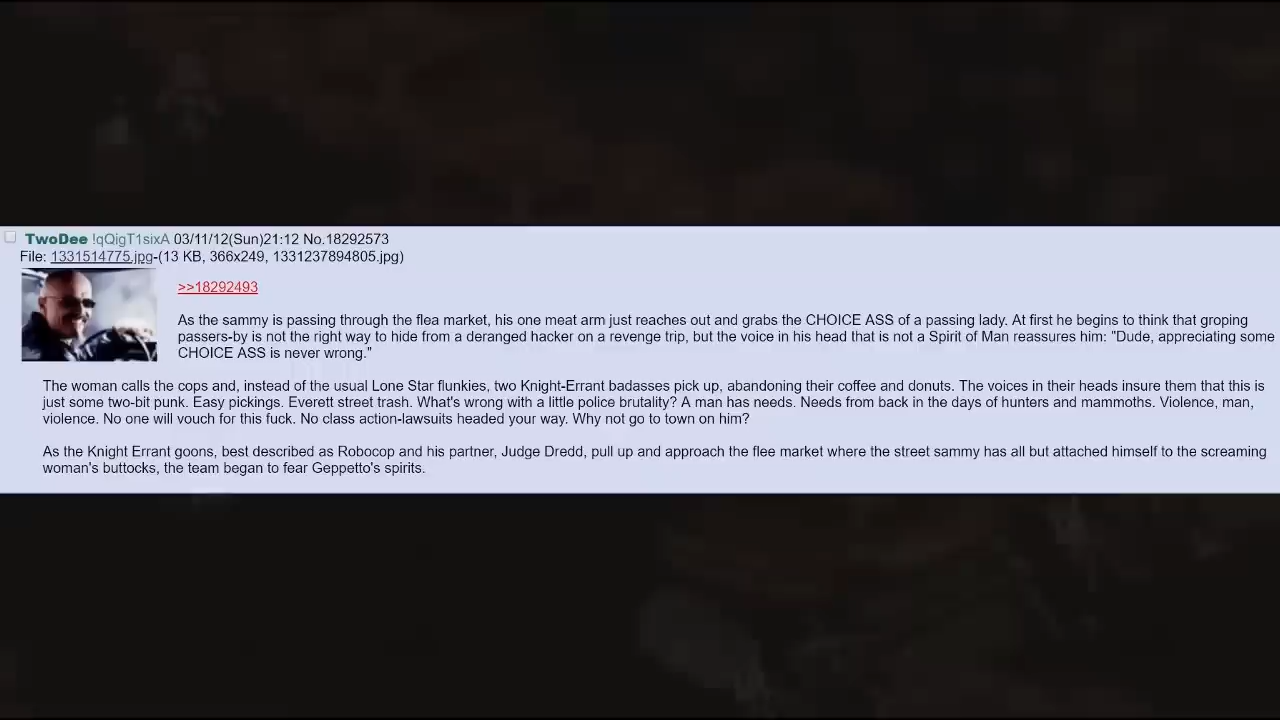 TwoDee !qQigT1sixA 03/11/12(Sun)21:12 No.18292573
File: 1331514775.jpg-(13 KB, 366x249, 1331237894805.jpg)
>>18292493
As the sammy is passing through the flea market, his one meat arm just reaches out and grabs the CHOICE ASS of a passing lady. At first he begins to think that groping
passers-by is not the right way to hide from a deranged hacker on a revenge trip, but the voice in his head that is not a Spirit of Man reassures him: "Dude, appreciating some
CHOICE ASS is never wrong."
The woman calls the cops and, instead of the usual Lone Star flunkies, two Knight-Errant badasses pick up, abandoning their coffee and donuts. The voices in their heads insure them that this is
just some two-bit punk. Easy pickings. Everett street trash. What's wrong with a little police brutality? A man has needs. Needs from back in the days of hunters and mammoths. Violence, man,
violence. No one will vouch for this fuck. No class action-lawsuits headed your way. Why not go to town on him?
As the Knight Errant goons, best described as Robocop and his partner, Judge Dredd, pull up and approach the flee market where the street sammy has all but attached himself to the screaming
woman's buttocks, the team began to fear Geppetto's spirits.